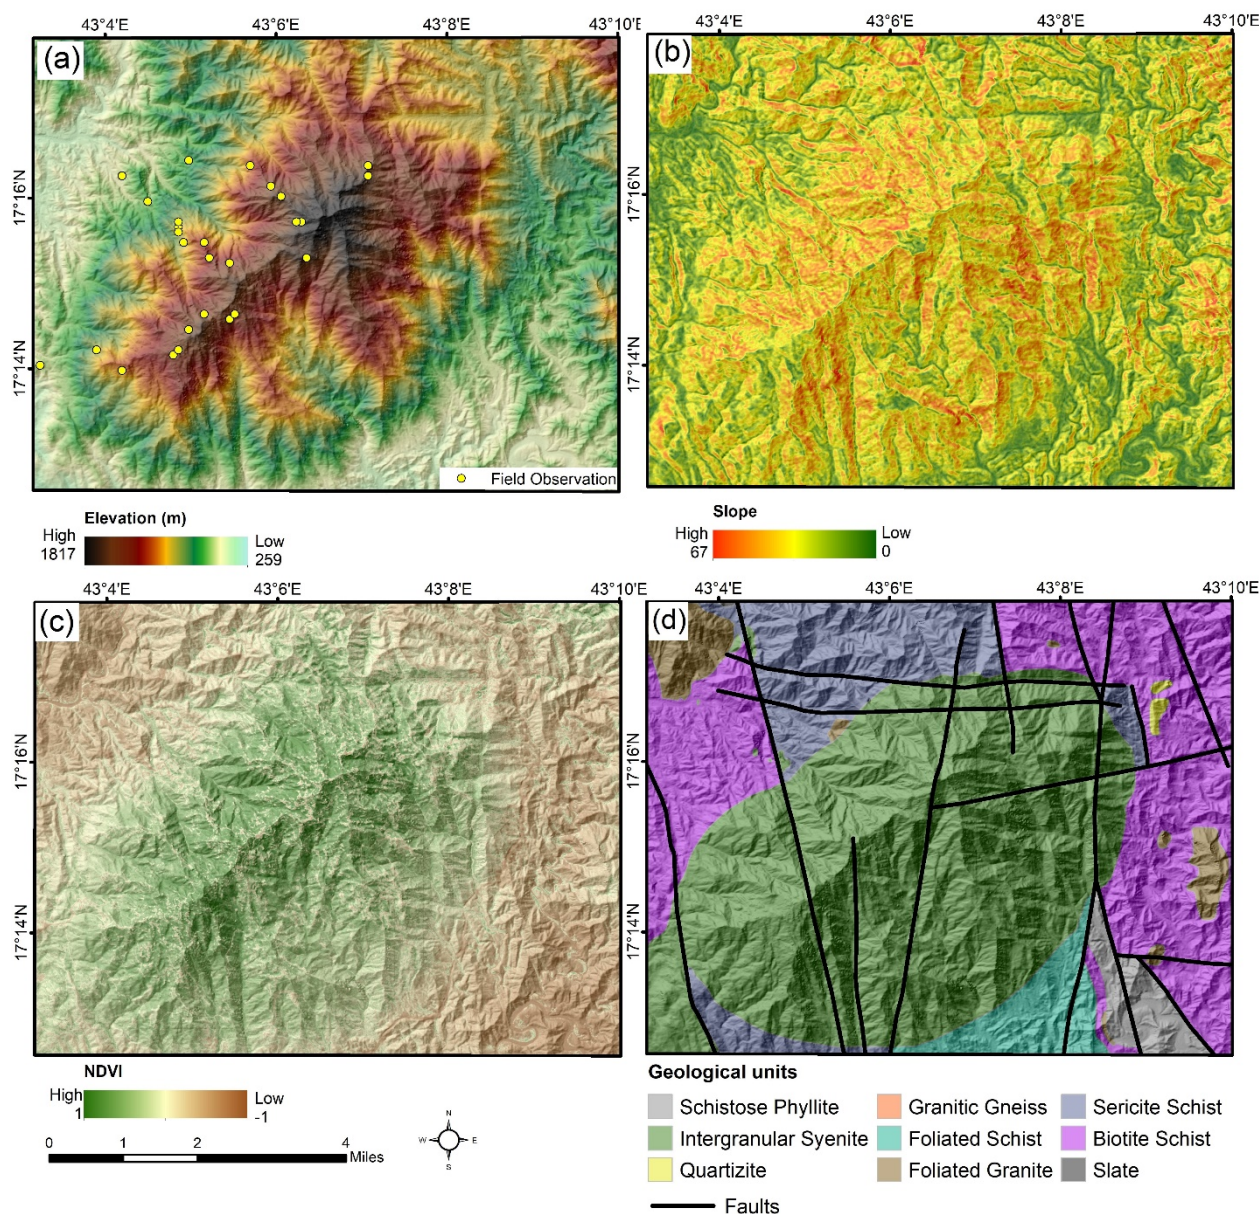 43°4'E 43°6'E 43°8'E 43°10'E
43°4'E 43°6'E 43°8'E 43°10'E
(a)
(b)
17°16'N
17°14'N
17°16'N
17°14'N
Field Observation
Elevation (m)
High
1817
Low
259
Slope
High
67
Low
0
43°4'E 43°6'E 43°8'E 43°10'E
43°4'E 43°6'E 43°8'E 43°10'E
(c)
(d)
17°16'N
17°14'N
17°16'N
17°14'N
NDVI
High
1
Low
-1
0 1 2 4
Miles
N
W E
S
Geological units
Schistose Phyllite
Granitic Gneiss
Sericite Schist
Intergranular Syenite
Foliated Schist
Biotite Schist
Quartizite
Foliated Granite
Slate
Faults